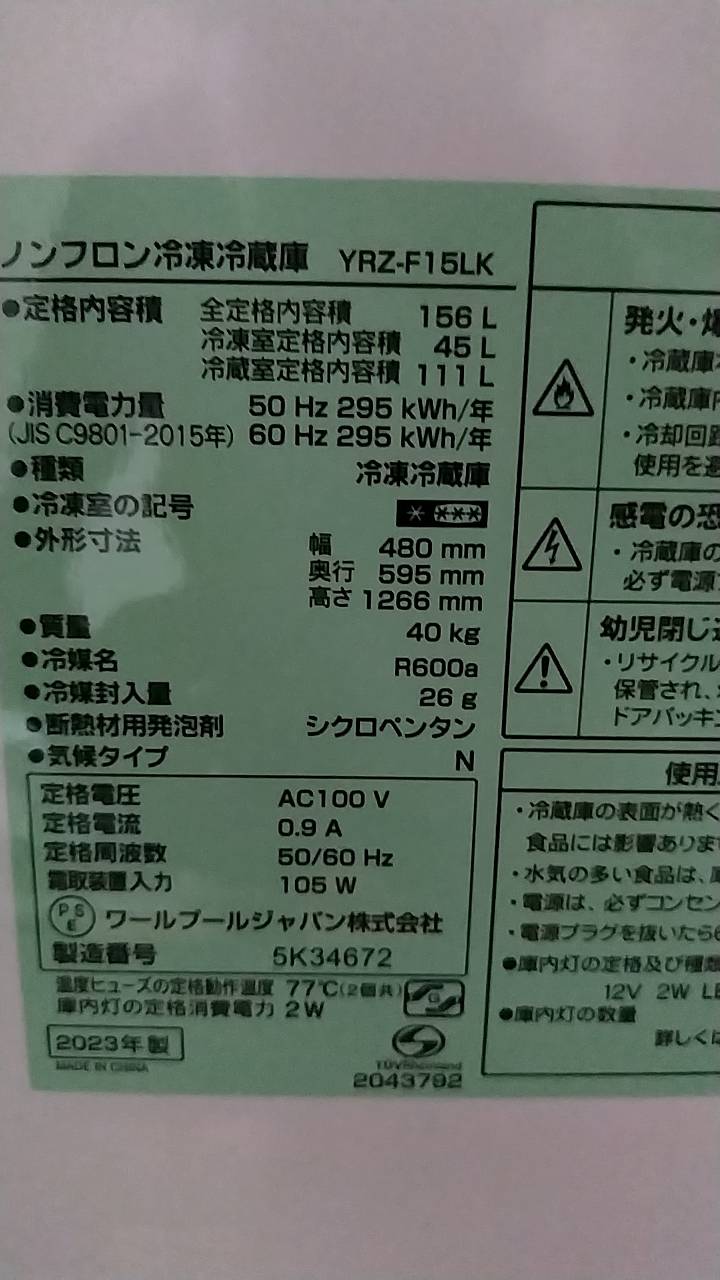 ノンフロン冷凍冷蔵庫 YRZ-F15LK
●定格内容積 全定格内容積 156 L
冷凍室定格内容積 45 L
冷蔵室定格内容積 111 L
●消費電力量 50 Hz 295 kWh/年
(JIS C9801-2015年) 60 Hz 295 kWh/年
●種類 冷凍冷蔵庫
●冷凍室の記号 * ***
●外形寸法 幅 480 mm
奥行 595 mm
高さ 1266 mm
●質量 40 kg
●冷媒名 R600a
●冷媒封入量 26 g
●断熱材用発泡剤 シクロペンタン
●気候タイプ N
定格電圧 AC100 V
定格電流 0.9 A
定格周波数 50/60 Hz
電取装置入力 105 W
PSE ワールプールジャパン株式会社
製造番号 5K34672
温度ヒューズの定格動作温度 77℃(2個共)
庫内灯の定格消費電力 2W
2023年製
MADE IN CHINA
TÜVRheinland
2043792
発火・爆
・冷蔵庫
・冷蔵庫
・冷却回路
使用を避
感電の恐
・冷蔵庫の
必ず電源
幼児閉じ込
・リサイクル
保管され、
ドアパッキン
使用
・冷蔵庫の表面が熱く
食品には影響ありま
・水気の多い食品は、
・電源は、必ずコンセン
・電源プラグを抜いたら
●庫内灯の定格及び種類
12V 2W LE
●庫内灯の数量
詳しくは